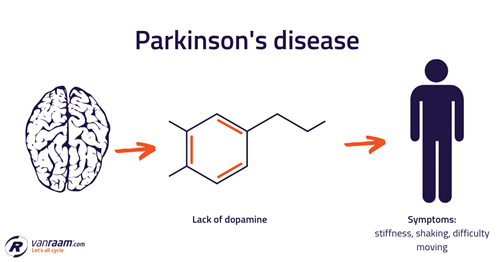 Parkinson's disease
Lack of dopamine
Symptoms:
stiffness, shaking, difficulty
moving
R
vanraam.com
Let's all cycle